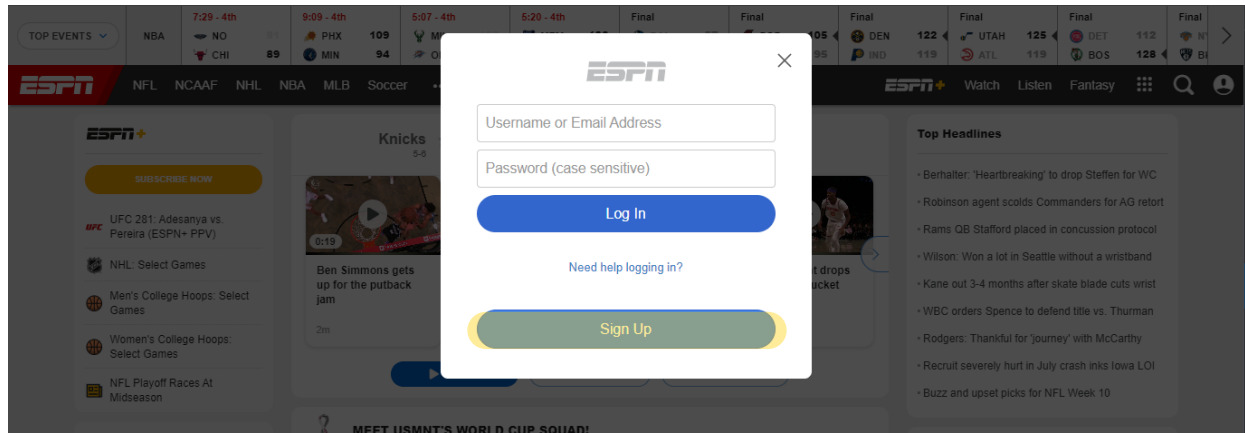 7:29 - 4th
9:09 - 4th
5:07 - 4th
5:20 - 4th
Final
Final
Final
Final
Final
Final
TOP EVENTS
NBA
NO
PHX 109
105
DEN 122
UTAH 125
DET 112
CHI 89
MIN 94
95
IND 119
ATL 119
BOS 128
ESPN
NFL NCAAF NHL NBA MLB Soccer
ESPN+ Watch Listen Fantasy
ESPN+
SUBSCRIBE NOW
UFC
UFC 281: Adesanya vs.
Pereira (ESPN+ PPV)
NHL: Select Games
Men's College Hoops: Select
Games
Women's College Hoops:
Select Games
NFL Playoff Races At
Midseason
Knicks
5-6
0:19
Ben Simmons gets
up for the putback
jam
2m
MEET USMNT'S WORLD CUP SQUAD!
ESPN
Username or Email Address
Password (case sensitive)
Log In
Need help logging in?
Sign Up
Top Headlines
Berhalter: 'Heartbreaking' to drop Steffen for WC
Robinson agent scolds Commanders for AG retort
Rams QB Stafford placed in concussion protocol
Wilson: Won a lot in Seattle without a wristband
Kane out 3-4 months after skate blade cuts wrist
WBC orders Spence to defend title vs. Thurman
Rodgers: Thankful for 'journey' with McCarthy
Recruit severely hurt in July crash inks Iowa LOI
Buzz and upset picks for NFL Week 10